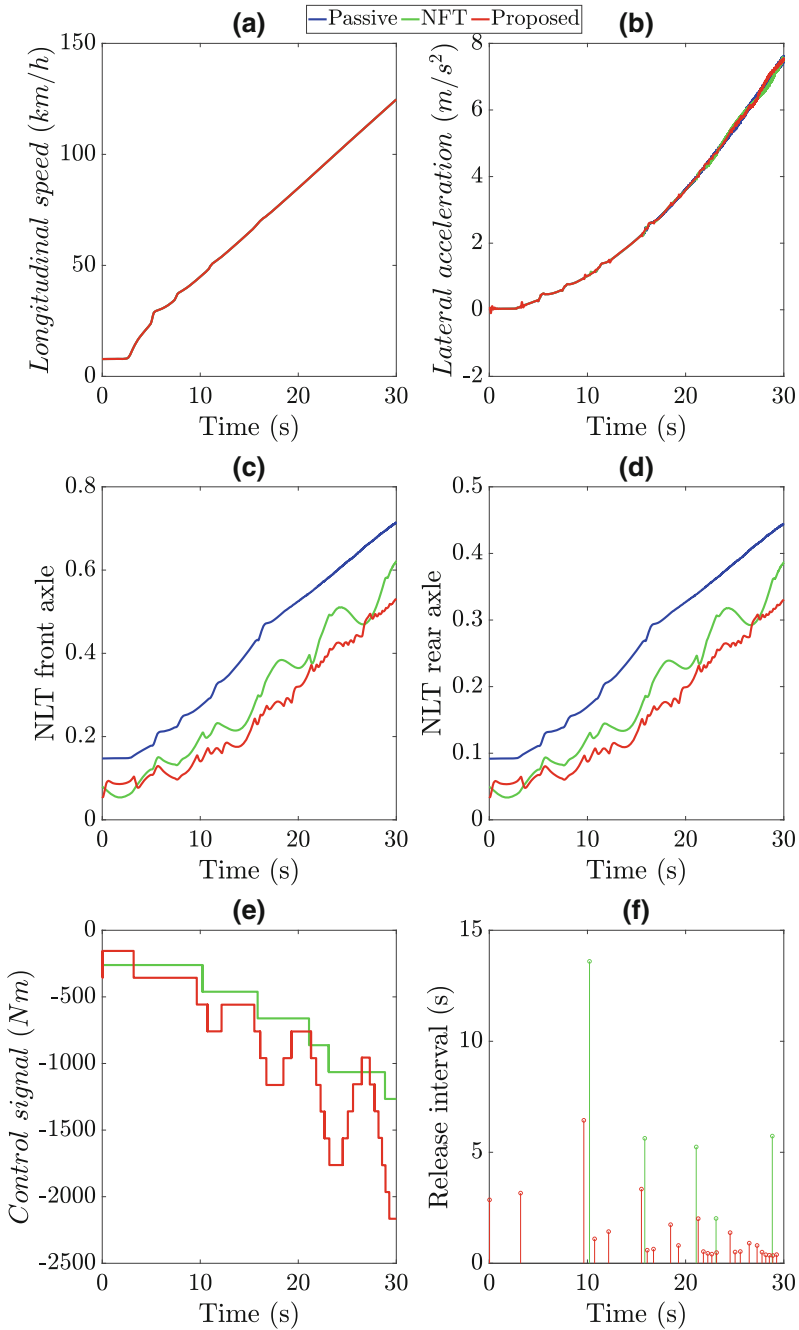 Passive NFT Proposed
(a)
Longitudinal speed (km/h)
150
100
50
0
0 10 20 30
Time (s)
(b)
Lateral acceleration (m/s²)
8
6
4
2
0
-2
0 10 20 30
Time (s)
(c)
NLT front axle
0.8
0.6
0.4
0.2
0
0 10 20 30
Time (s)
(d)
NLT rear axle
0.5
0.4
0.3
0.2
0.1
0
0 10 20 30
Time (s)
(e)
Control signal (Nm)
0
-500
-1000
-1500
-2000
-2500
0 10 20 30
Time (s)
(f)
Release interval (s)
15
10
5
0
0 10 20 30
Time (s)